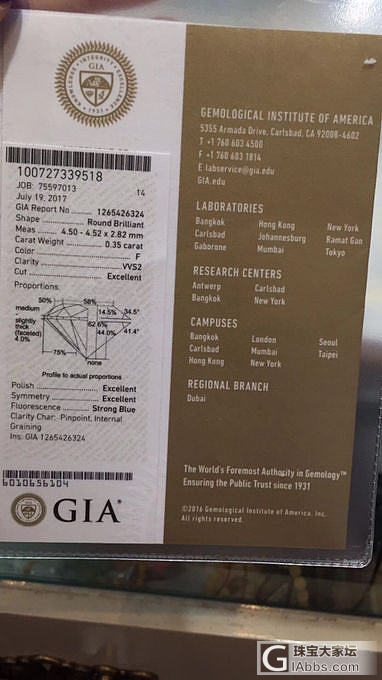 GIA
KNOWLEDGE · INTEGRITY · EXCELLENCE
1931
100727339518
JOB: 75597013 14
July 19, 2017
GIA Report No 1265426324
Shape Round Brilliant
Meas 4.50 - 4.52 x 2.82 mm
Carat Weight 0.35 carat
Color F
Clarity VVS2
Cut Excellent
Proportions:
50% 58%
medium 14.5% 34.5°
slightly thick (faceted) 4.0%
62.6% 44.0% 41.4°
75%
none
Profile to actual proportions
Polish Excellent
Symmetry Excellent
Fluorescence Strong Blue
Clarity Char: Pinpoint, Internal
Graining
Ins: GIA 1265426324
6010656104
GIA®
GEMOLOGICAL INSTITUTE OF AMERICA
5355 Armada Drive, Carlsbad, CA 92008-4602
T +1 760 603 4500
F +1 760 603 1814
E labservice@gia.edu
GIA.edu
LABORATORIES
Bangkok Hong Kong New York
Carlsbad Johannesburg Ramat Gan
Gaborone Mumbai Tokyo
RESEARCH CENTERS
Antwerp Carlsbad
Bangkok New York
CAMPUSES
Bangkok London Seoul
Carlsbad Mumbai Taipei
Hong Kong New York
REGIONAL BRANCH
Dubai
The World's Foremost Authority in Gemology™
Ensuring the Public Trust since 1931
©2016 Gemological Institute of America, Inc.
All rights reserved.
G 珠宝大家坛
iGabbs.com